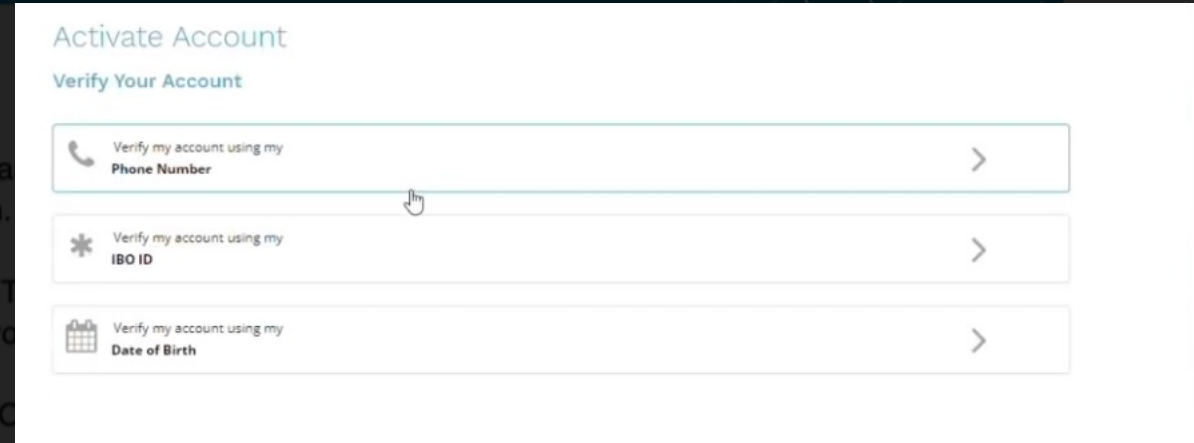 Activate Account
Verify Your Account
Verify my account using my
Phone Number
Verify my account using my
IBO ID
Verify my account using my
Date of Birth